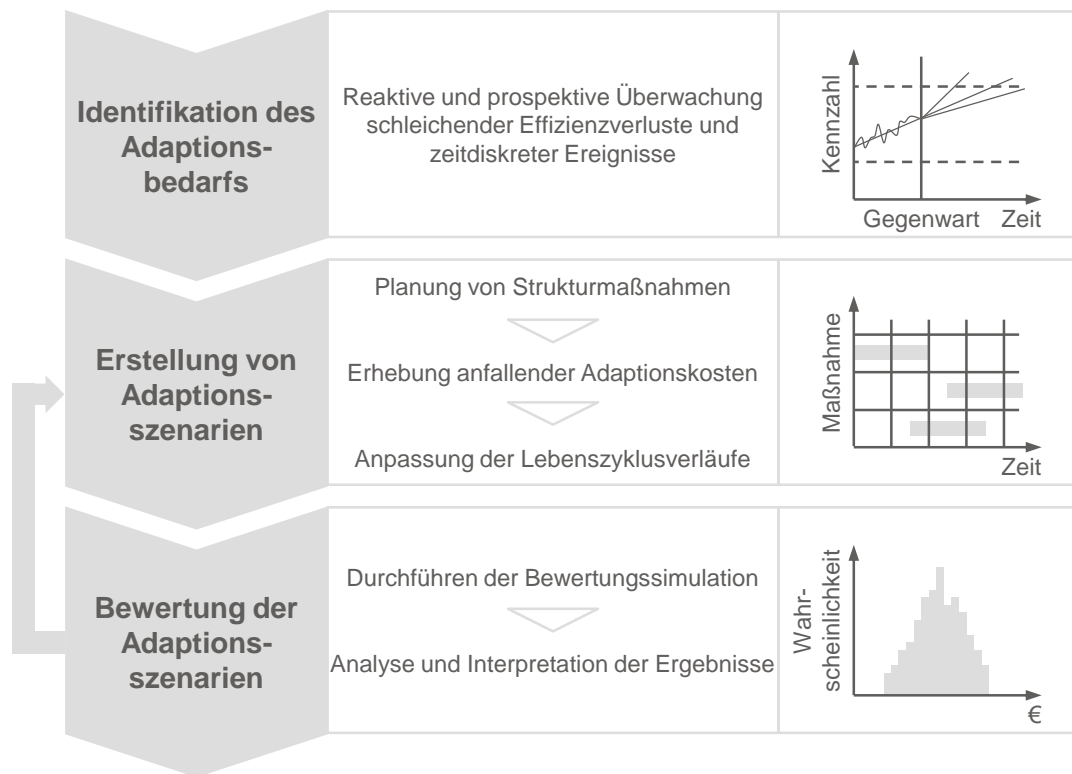 Identifikation des
Adaptions-
bedarfs
Reaktive und prospektive Überwachung
schleichender Effizienzverluste und
zeitdiskreter Ereignisse
Kennzahl
Gegenwart
Zeit
Erstellung von
Adaptions-
szenarien
Planung von Strukturmaßnahmen
Erhebung anfallender Adaptionskosten
Anpassung der Lebenszyklusverläufe
Maßnahme
Zeit
Bewertung der
Adaptions-
szenarien
Durchführen der Bewertungssimulation
Analyse und Interpretation der Ergebnisse
Wahr-
scheinlichkeit
€